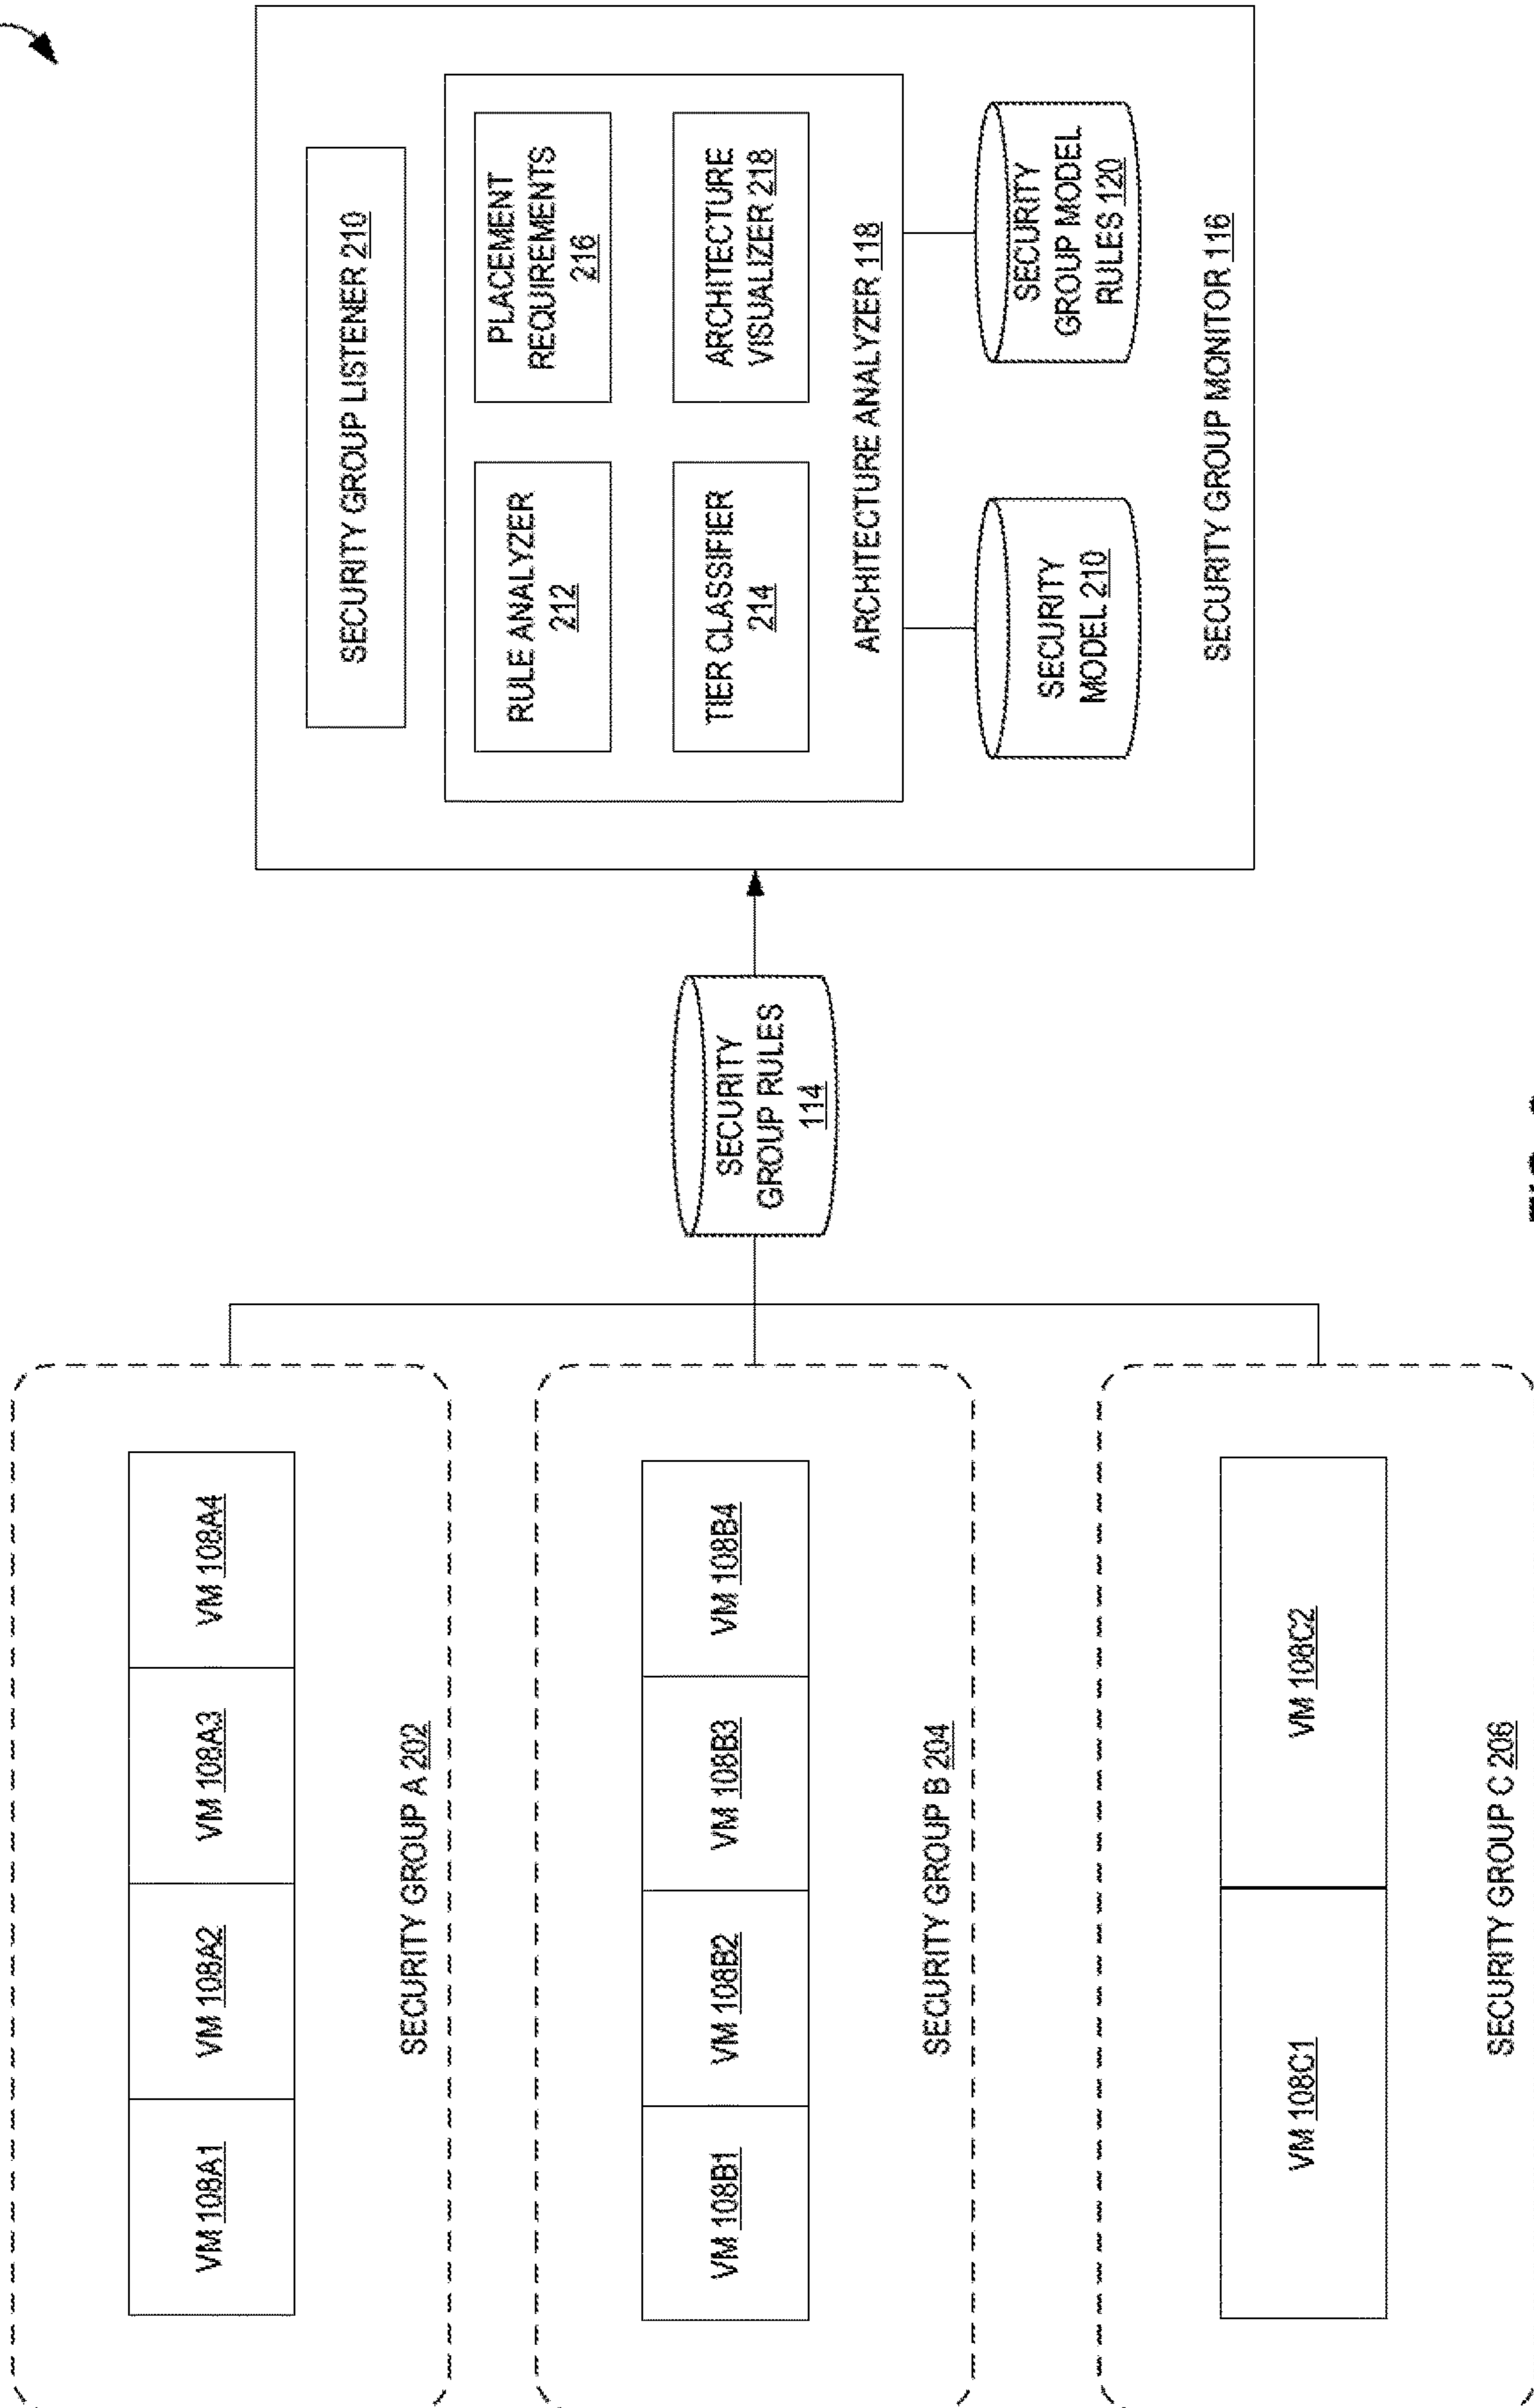 VM 108A1
VM 108A2
VM 108A3
VM 108A4
SECURITY GROUP A 202
VM 108B1
VM 108B2
VM 108B3
VM 108B4
SECURITY GROUP B 204
VM 108C1
VM 108C2
SECURITY GROUP C 206
SECURITY
GROUP RULES
114
SECURITY GROUP LISTENER 210
RULE ANALYZER
212
PLACEMENT
REQUIREMENTS
216
TIER CLASSIFIER
214
ARCHITECTURE
VISUALIZER 218
ARCHITECTURE ANALYZER 118
SECURITY
MODEL 210
SECURITY
GROUP MODEL
RULES 120
SECURITY GROUP MONITOR 116